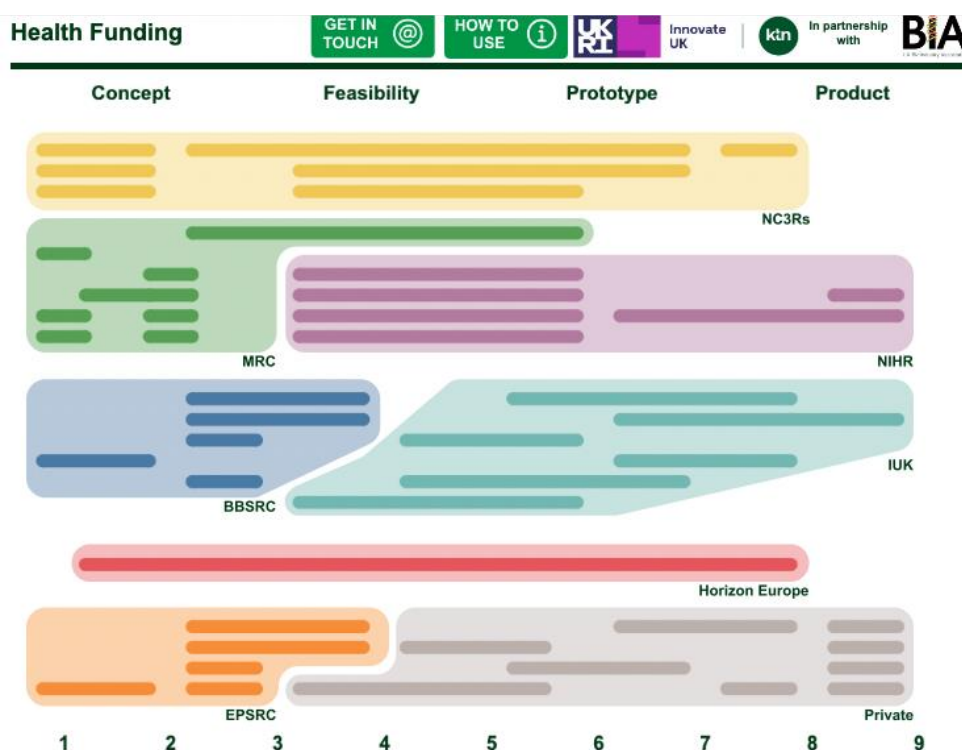 Health Funding
GET IN
TOUCH
HOW TO
USE
UK
RI
Innovate
UK
ktn
In partnership
with
BIA
Concept Feasibility Prototype Product
NC3Rs
MRC
NIHR
BBSRC
IUK
Horizon Europe
EPSRC
Private
1 2 3 4 5 6 7 8 9